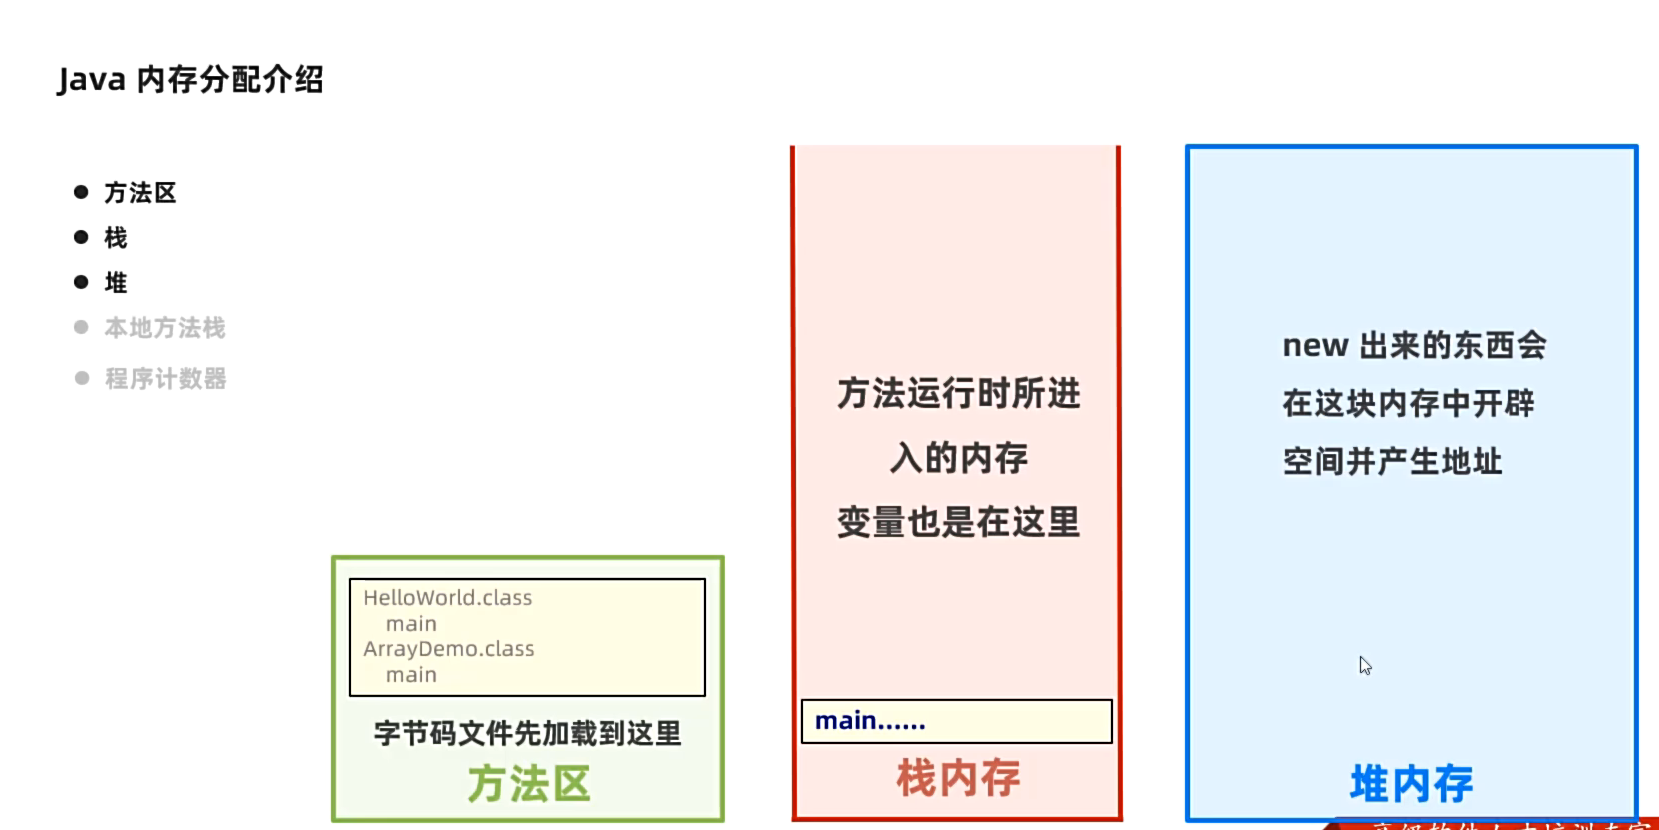 Java 内存分配介绍
方法区
栈
堆
本地方法栈
程序计数器
HelloWorld.class
main
ArrayDemo.class
main
字节码文件先加载到这里
方法区
方法运行时所进
入的内存
变量也是在这里
main......
栈内存
new 出来的东西会
在这块内存中开辟
空间并产生地址
堆内存